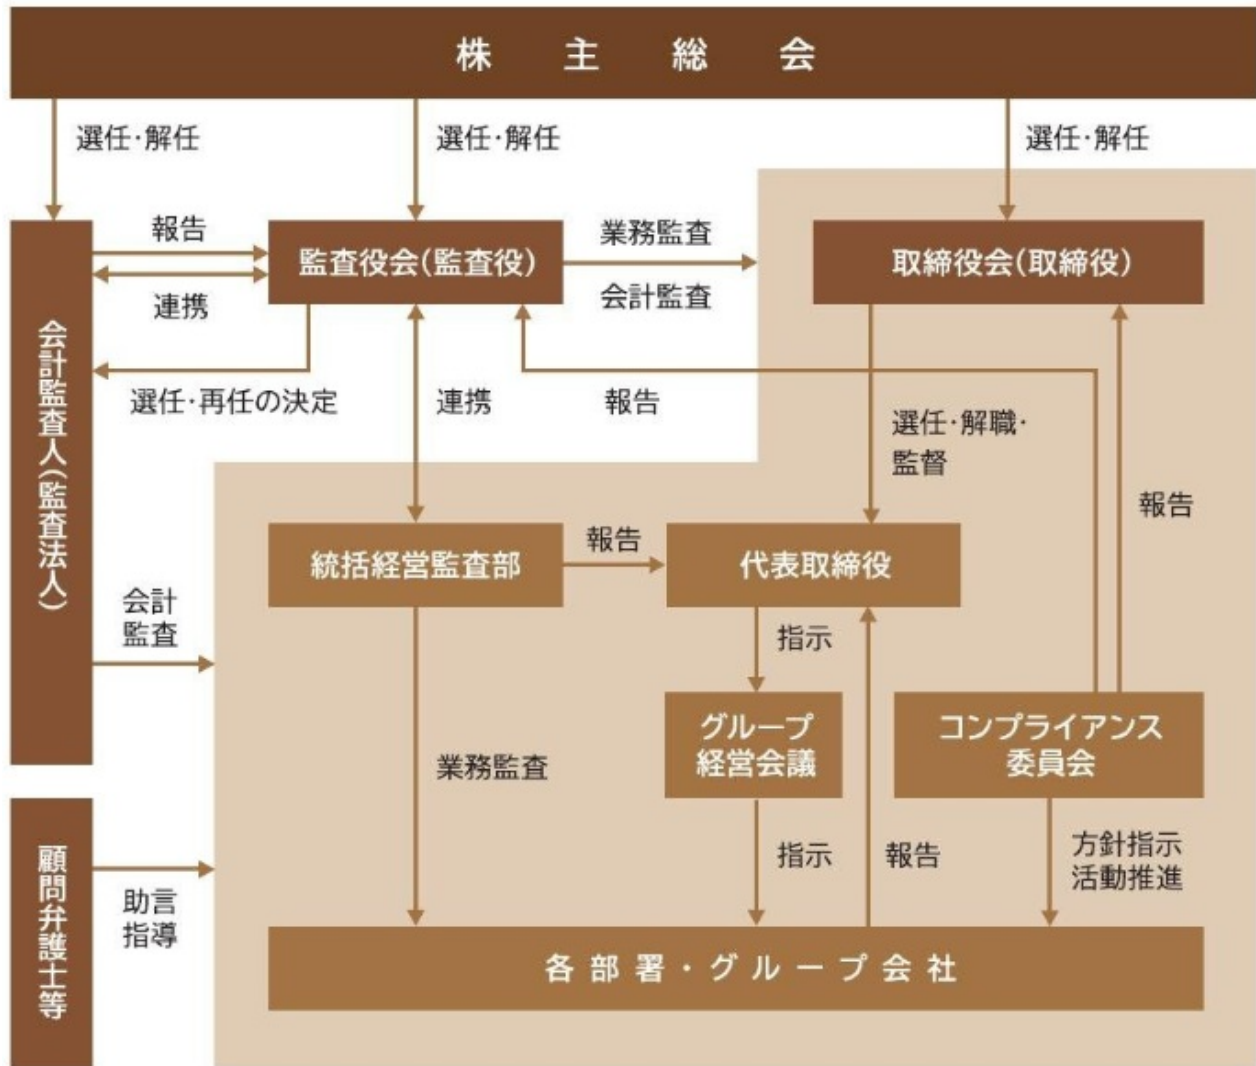 株主総会
選任・解任
選任・解任
選任・解任
報告
監査役会(監査役)
業務監査
取締役会(取締役)
連携
会計監査
会計監査人(監査法人)
選任・再任の決定
連携
報告
選任・解職・
監督
報告
統括経営監査部
報告
代表取締役
会計
監査
指示
グループ
経営会議
コンプライアンス
委員会
業務監査
顧問弁護士等
指示
報告
方針指示
活動推進
助言
指導
各部署・グループ会社